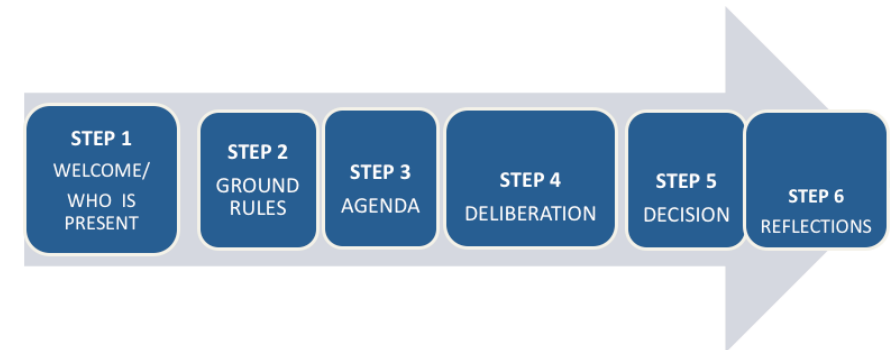 STEP 1
WELCOME/
WHO IS
PRESENT
STEP 2
GROUND
RULES
STEP 3
AGENDA
STEP 4
DELIBERATION
STEP 5
DECISION
STEP 6
REFLECTIONS